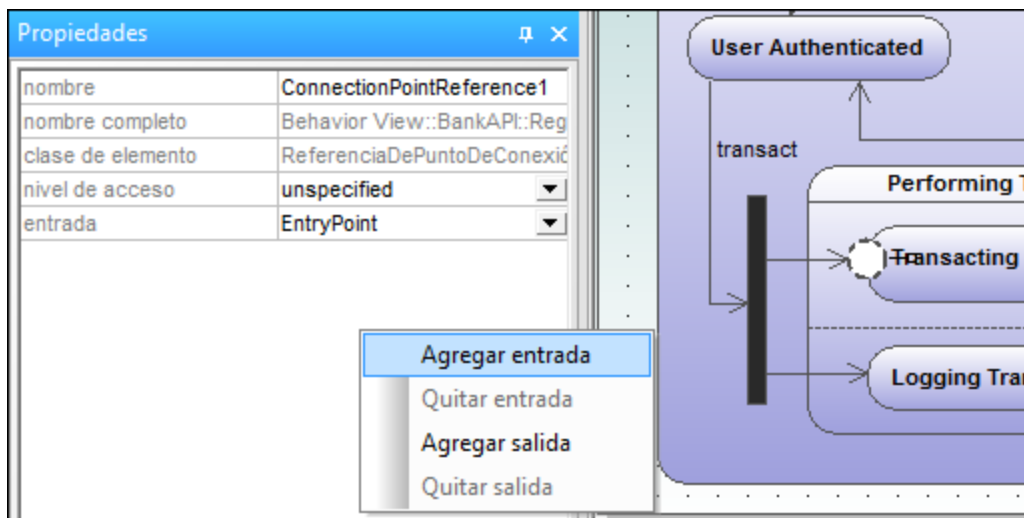 Propiedades
nombre ConnectionPointReference1
nombre completo Behavior View::BankAPI::Reg
clase de elemento ReferenciaDePuntoDeConexió
nivel de acceso unspecified
entrada EntryPoint
Agregar entrada
Quitar entrada
Agregar salida
Quitar salida
User Authenticated
transact
Performing T
Transacting
Logging Tran